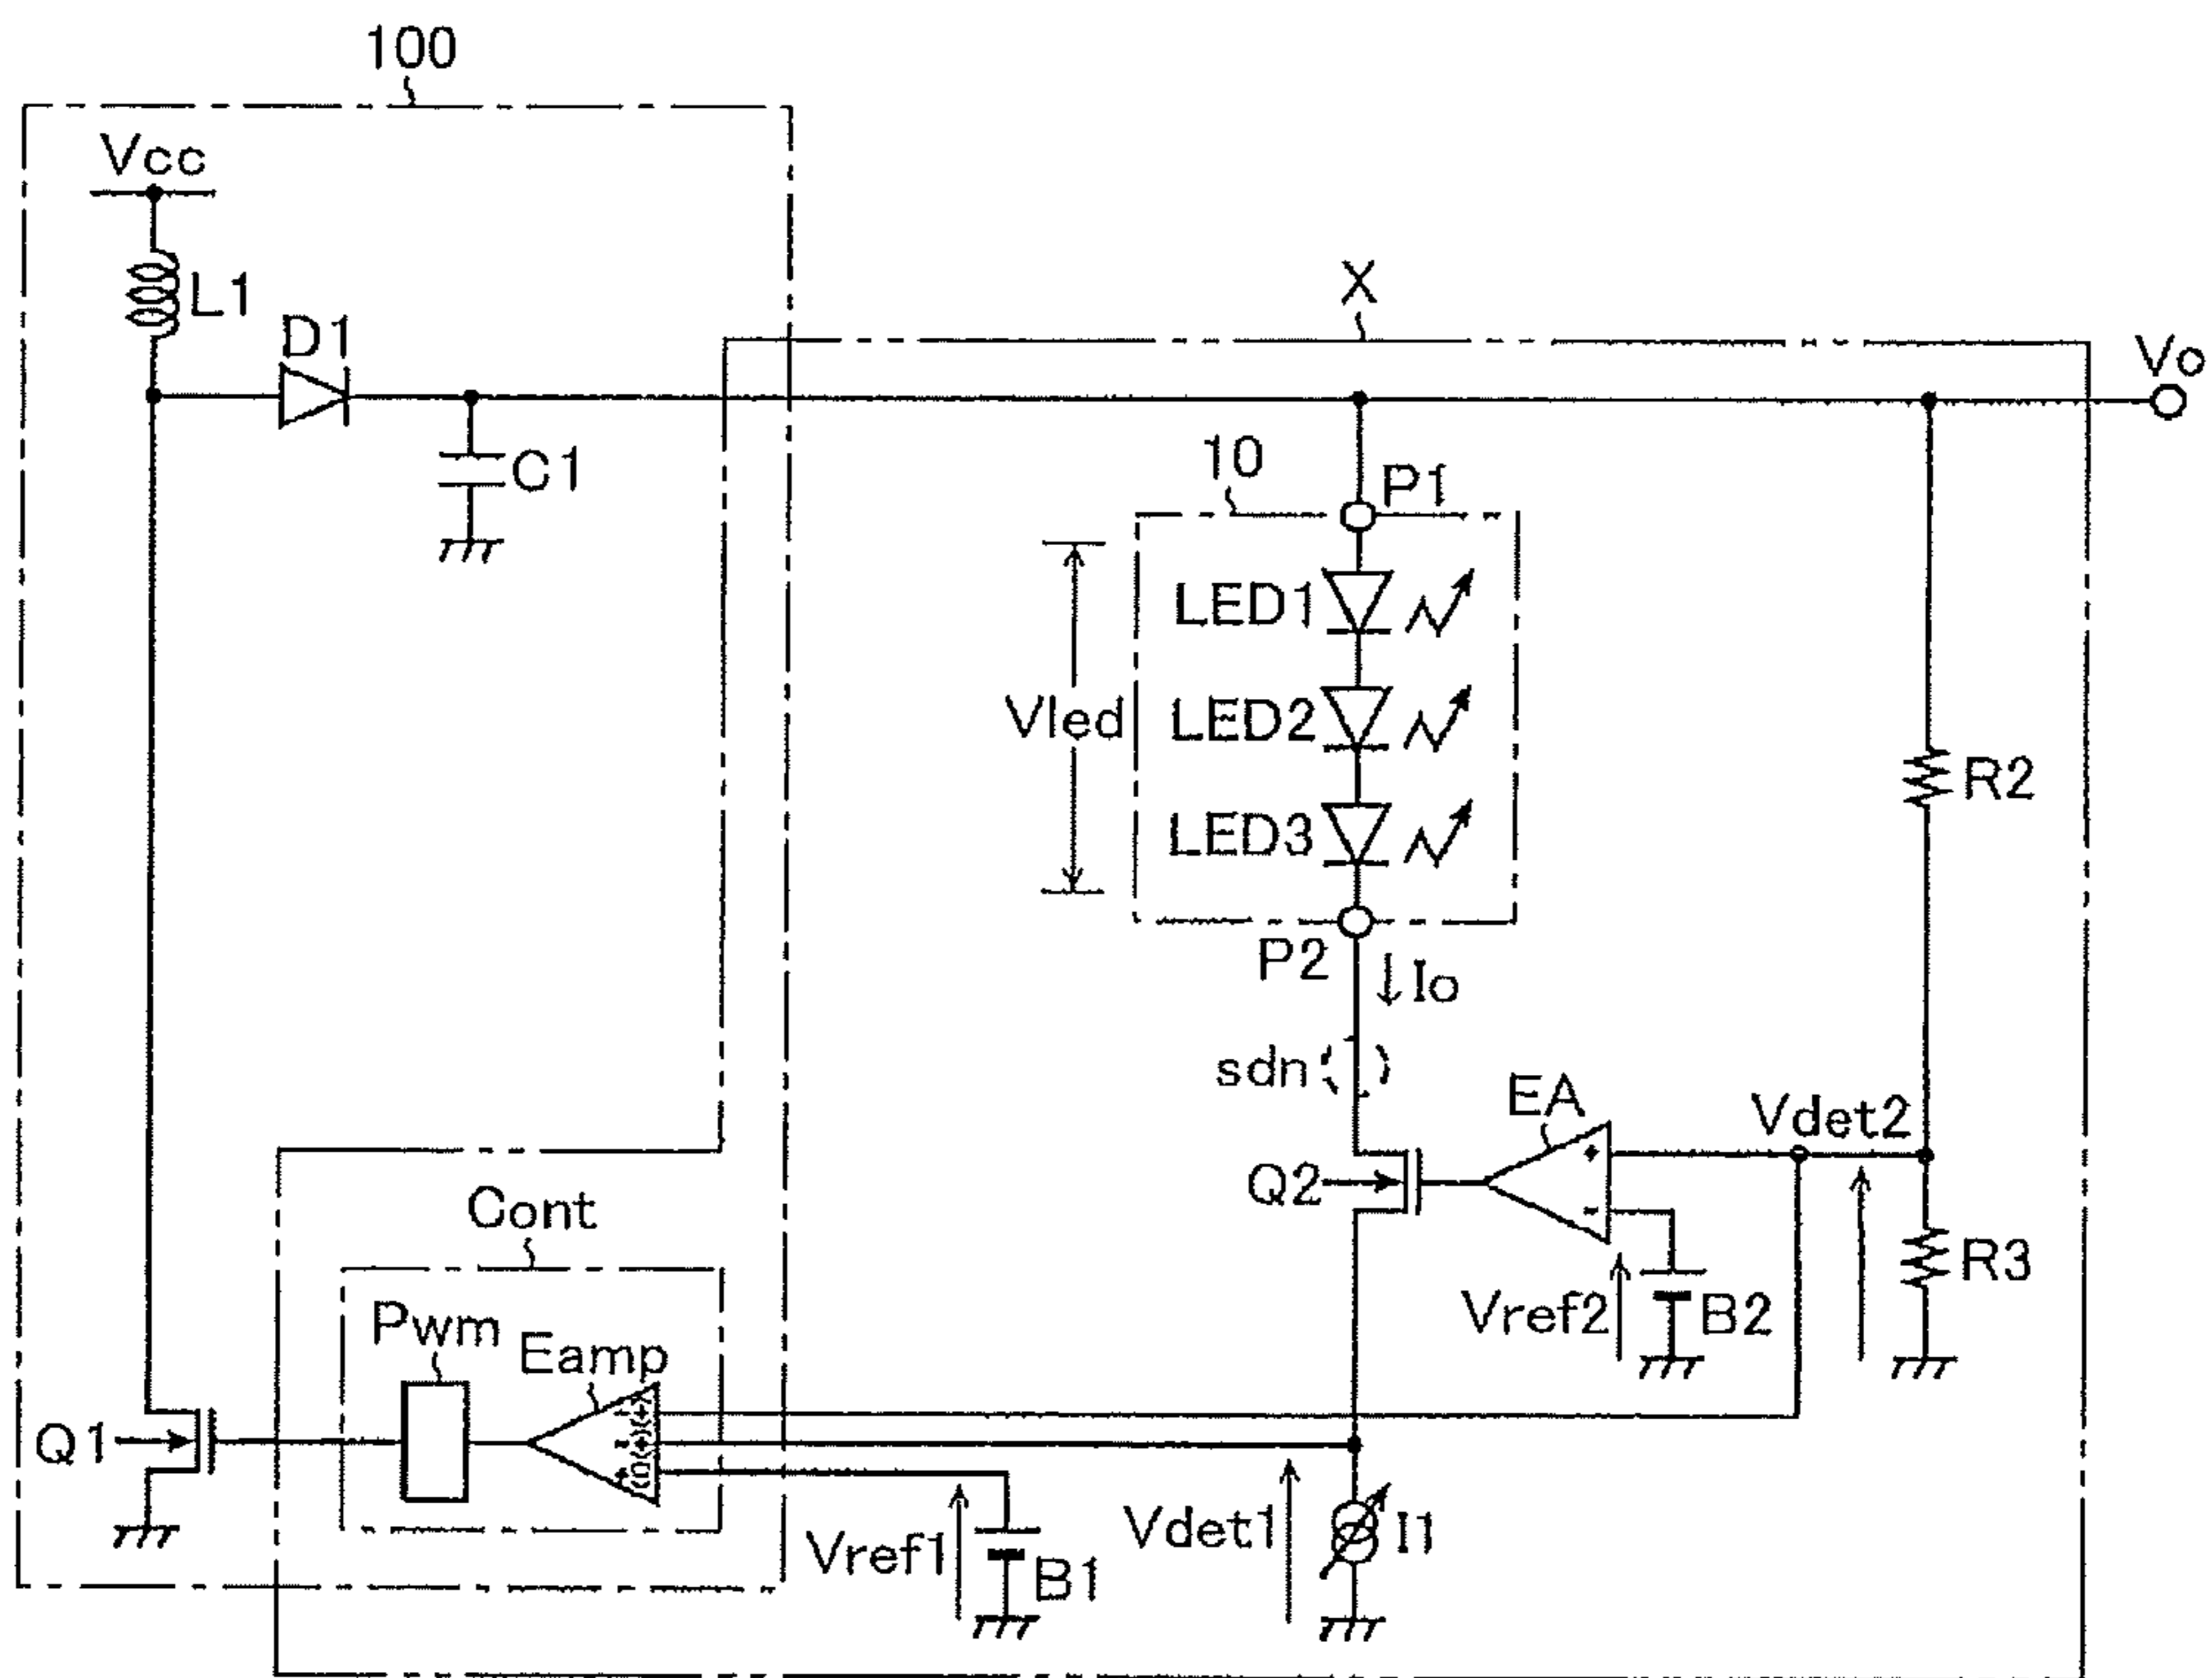 100
Vcc
L1
D1
C1
X
Vo
10
P1
LED1
LED2
LED3
Vled
P2
Io
sdn
R2
EA
Vdet2
Q2
R3
Vref2
B2
Cont
Pwm
Eamp
Q1
Vref1
B1
Vdet1
I1